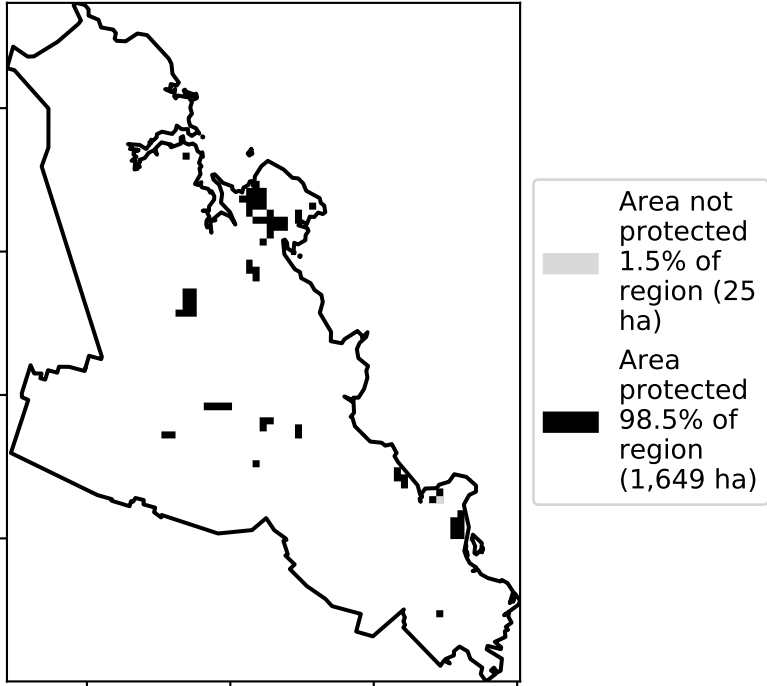 Area not
protected
1.5% of
region (25
ha)
Area
protected
98.5% of
region
(1,649 ha)